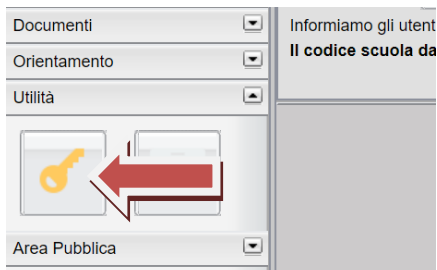 Documenti
Orientamento
Utilità
Area Pubblica
Informiamo gli utent
Il codice scuola da